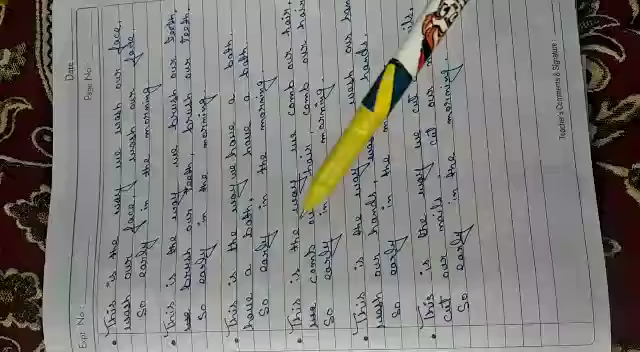 Expt. No.:
Date
Page No.
• This is the way we wash our face,
wash our face, wash our face
So early in the morning
• This is the way we brush our teeth,
we brush our teeth, brush our teeth,
So early in the morning.
• This is the way we have a bath,
have a bath, have a bath
So early in the morning.
• This is the way we comb our hair,
we comb our hair, comb our hair
So early in morning.
• This is the way wash our
wash our hands, hands,
So early in the
• This is the way we cut
cut our nails cut our
So early in the morning.
Teacher's Comments & Signature :